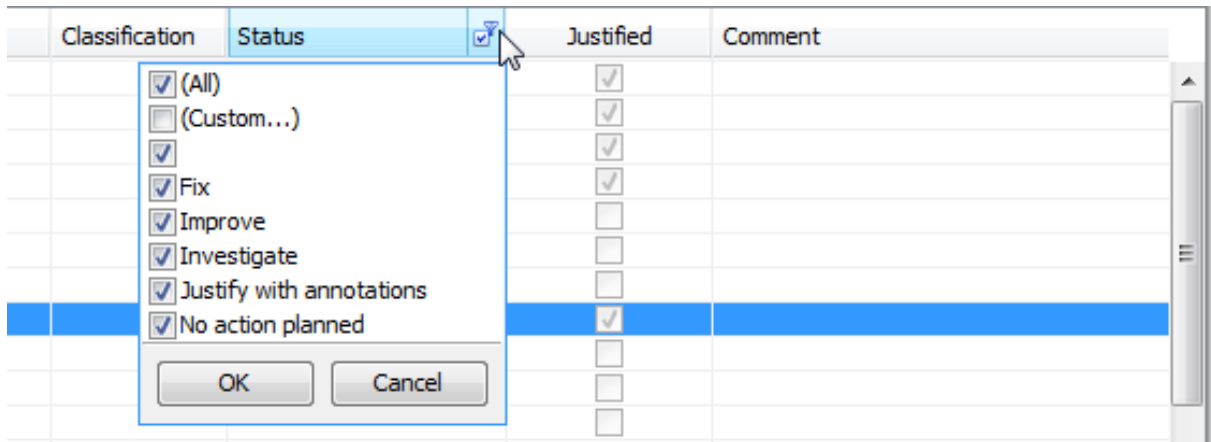 Classification Status Justified Comment
(All)
(Custom...)
Fix
Improve
Investigate
Justify with annotations
No action planned
OK Cancel